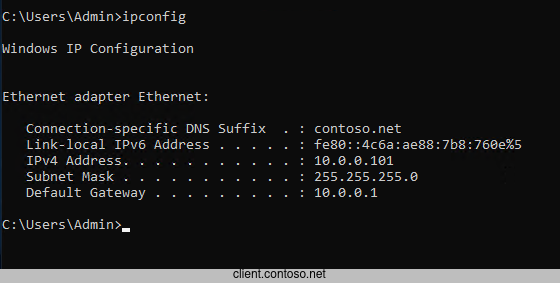 C:\Users\Admin>ipconfig
Windows IP Configuration
Ethernet adapter Ethernet:
Connection-specific DNS Suffix . : contoso.net
Link-local IPv6 Address . . . . . : fe80::4c6a:ae88:7b8:760e%5
IPv4 Address. . . . . . . . . . . : 10.0.0.101
Subnet Mask . . . . . . . . . . . : 255.255.255.0
Default Gateway . . . . . . . . . : 10.0.0.1
C:\Users\Admin>
client.contoso.net